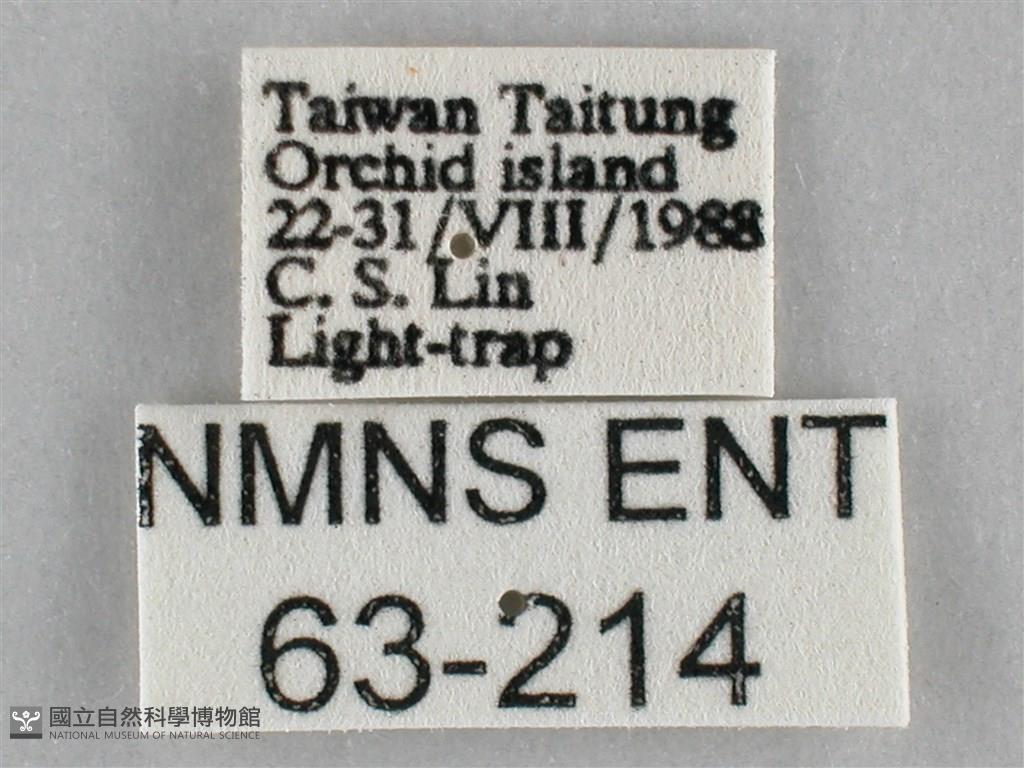 Taiwan Taitung
Orchid island
22-31/VIII/1988
C. S. Lin
Light-trap
NMNS ENT
63-214
國立自然科學博物館
NATIONAL MUSEUM OF NATURAL SCIENCE